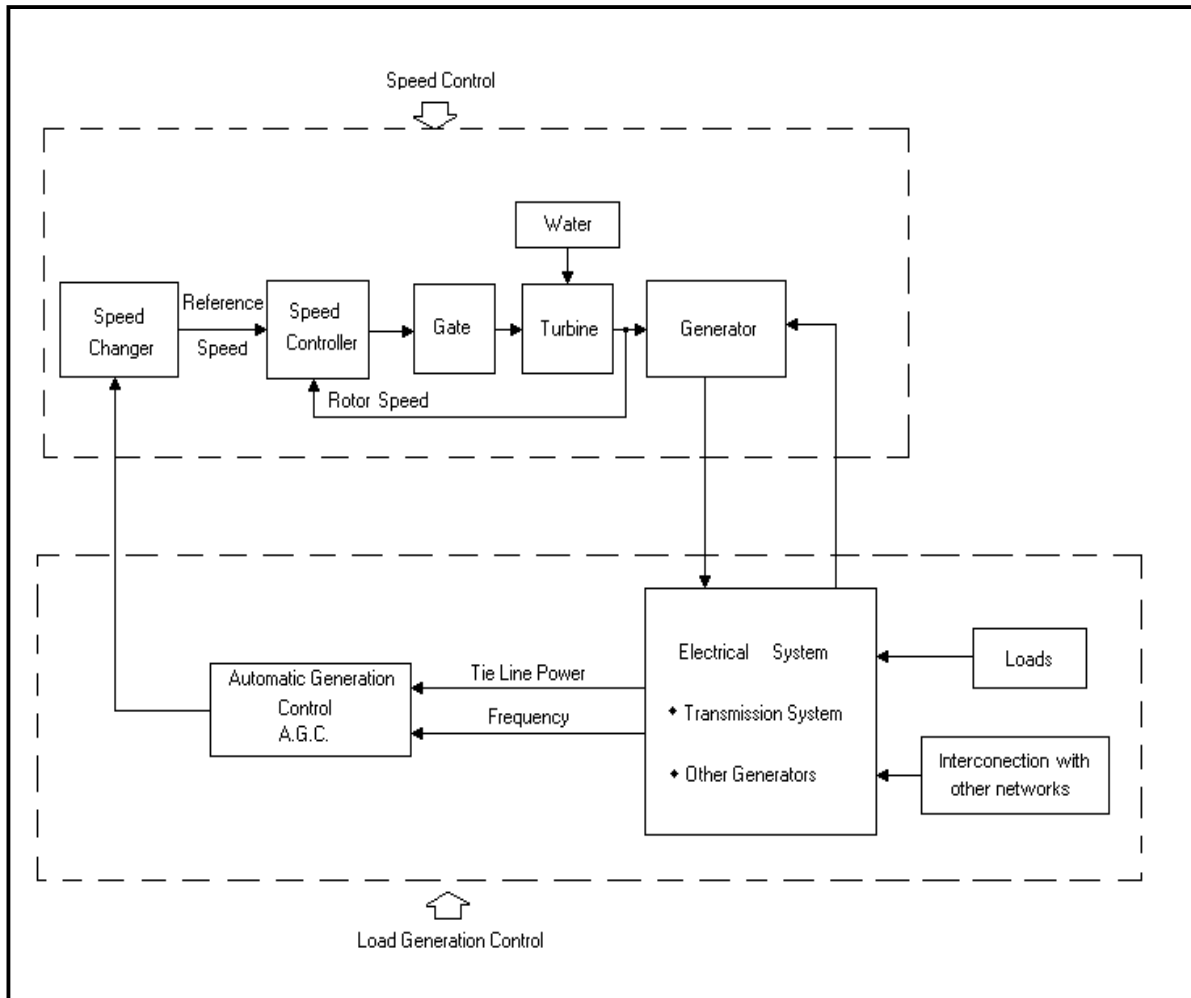 Speed Control
Water
Speed
Changer
Reference
Speed
Speed
Controller
Gate
Turbine
Generator
Rotor Speed
Automatic Generation
Control
A.G.C.
Tie Line Power
Frequency
Electrical System
♦ Transmission System
♦ Other Generators
Loads
Interconection with
other networks
Load Generation Control